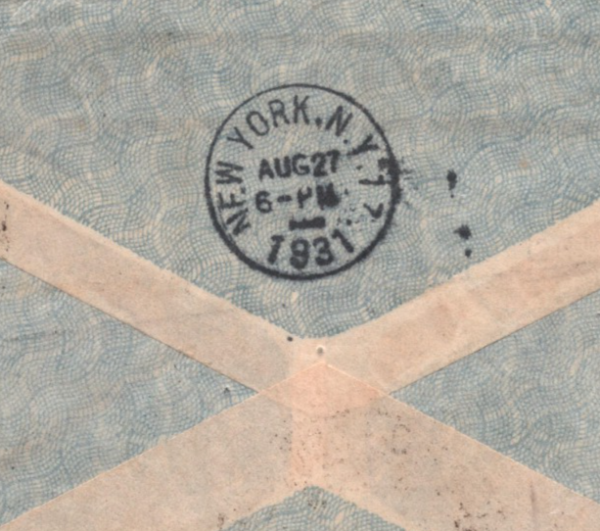 NEW YORK, N.Y.
AUG 27
6-PM
1931